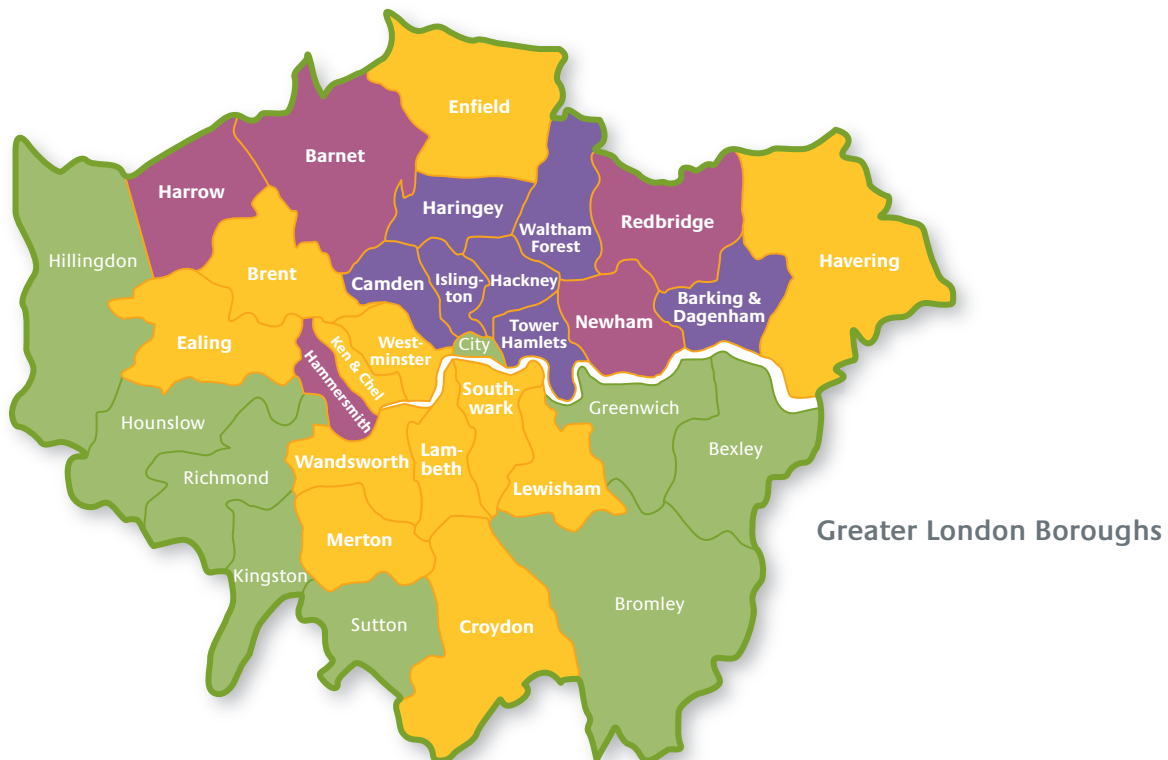 Enfield
Barnet
Harrow
Haringey
Redbridge
Waltham
Forest
Hillingdon
Havering
Brent
Camden
Isling-
ton
Hackney
Barking &
Dagenham
Newham
Tower
Hamlets
Ealing
West-
minster
City
Ken & Chel
Hammersmith
South-
wark
Greenwich
Hounslow
Bexley
Richmond
Wandsworth
Lam-
beth
Lewisham
Greater London Boroughs
Merton
Kingston
Bromley
Sutton
Croydon